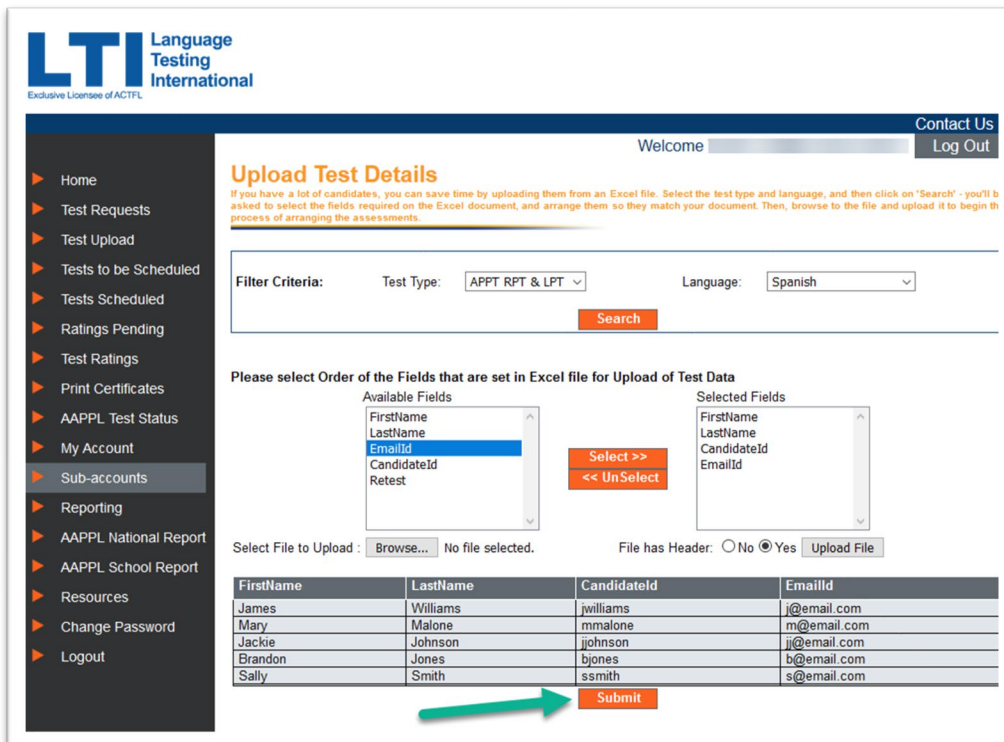 LTI
Language
Testing
International
Exclusive Licensee of ACTFL
Contact Us
Welcome
Log Out
Home
Test Requests
Test Upload
Tests to be Scheduled
Tests Scheduled
Ratings Pending
Test Ratings
Print Certificates
AAPPL Test Status
My Account
Sub-accounts
Reporting
AAPPL National Report
AAPPL School Report
Resources
Change Password
Logout
Upload Test Details
If you have a lot of candidates, you can save time by uploading them from an Excel file. Select the test type and language, and then click on 'Search' - you'll b
asked to select the fields required on the Excel document, and arrange them so they match your document. Then, browse to the file and upload it to begin th
process of arranging the assessments.
Filter Criteria: Test Type: APPT RPT & LPT Language: Spanish
Search
Please select Order of the Fields that are set in Excel file for Upload of Test Data
Available Fields
FirstName
LastName
EmailId
CandidateId
Retest
Select >>
<< UnSelect
Selected Fields
FirstName
LastName
CandidateId
EmailId
Select File to Upload : Browse... No file selected. File has Header: No Yes Upload File
FirstName LastName CandidateId EmailId
James Williams jwilliams j@email.com
Mary Malone mmalone m@email.com
Jackie Johnson jjohnson jj@email.com
Brandon Jones bjones b@email.com
Sally Smith ssmith s@email.com
Submit